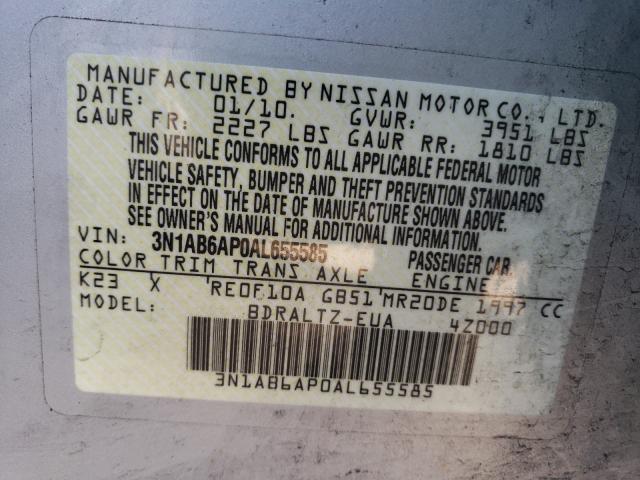 MANUFACTURED BY NISSAN MOTOR CO., LTD.
DATE: 01/10. GVWR: 3951 LBS
GAWR FR: 2227 LBS GAWR RR: 1810 LBS
THIS VEHICLE CONFORMS TO ALL APPLICABLE FEDERAL MOTOR
VEHICLE SAFETY, BUMPER AND THEFT PREVENTION STANDARDS
IN EFFECT ON THE DATE OF MANUFACTURE SHOWN ABOVE.
SEE OWNER'S MANUAL FOR ADDITIONAL INFORMATION.
VIN: 3N1AB6AP0AL655585 PASSENGER CAR
COLOR TRIM TRANS AXLE ENGINE
K23 X RE0F10A GB51 MR20DE 1997 CC
MODEL: BDRALTZ-EUA 4Z000
3N1AB6AP0AL655585